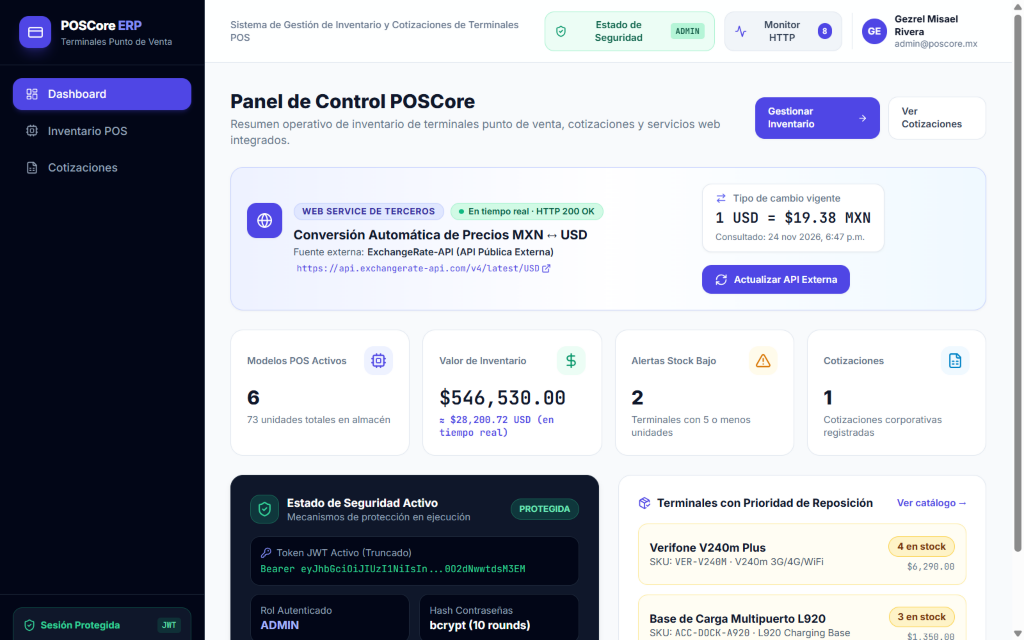 POSCore ERP
Terminales Punto de Venta
Dashboard
Inventario POS
Cotizaciones
Sesión Protegida
JWT
Sistema de Gestión de Inventario y Cotizaciones de Terminales
POS
Estado de
Seguridad
ADMIN
Monitor
HTTP
8
GE
Gezrel Misael
Rivera
admin@poscore.mx
Panel de Control POSCore
Resumen operativo de inventario de terminales punto de venta, cotizaciones y servicios web
integrados.
Gestionar
Inventario →
Ver
Cotizaciones
WEB SERVICE DE TERCEROS
● En tiempo real · HTTP 200 OK
Conversión Automática de Precios MXN ↔ USD
Fuente externa: ExchangeRate-API (API Pública Externa)
https://api.exchangerate-api.com/v4/latest/USD
Tipo de cambio vigente
1 USD = $19.38 MXN
Consultado: 24 nov 2026, 6:47 p.m.
Actualizar API Externa
Modelos POS Activos
6
73 unidades totales en almacén
Valor de Inventario
$546,530.00
≈ $28,200.72 USD (en
tiempo real)
Alertas Stock Bajo
2
Terminales con 5 o menos
unidades
Cotizaciones
1
Cotizaciones corporativas
registradas
Estado de Seguridad Activo
Mecanismos de protección en ejecución
PROTEGIDA
Token JWT Activo (Truncado)
Bearer eyJhbGciOiJIUzI1NiIsIn...002dNwwtdsM3EM
Rol Autenticado
ADMIN
Hash Contraseñas
bcrypt (10 rounds)
Terminales con Prioridad de Reposición
Ver catálogo →
Verifone V240m Plus
SKU: VER-V240M · V240m 3G/4G/WiFi
4 en stock
$6,290.00
Base de Carga Multipuerto L920
SKU: ACC-DOCK-A920 · L920 Charging Base
3 en stock
$1,350.00